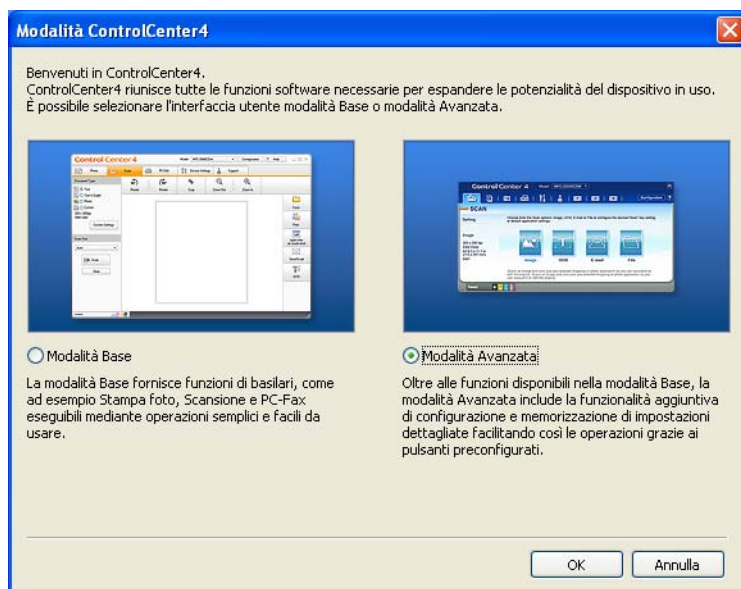 Modalità ControlCenter4
Benvenuti in ControlCenter4.
ControlCenter4 riunisce tutte le funzioni software necessarie per espandere le potenzialità del dispositivo in uso.
È possibile selezionare l'interfaccia utente modalità Base o modalità Avanzata.
Control Center 4
Control Center 4
SCAN
Image
OCR
E-mail
File
Modalità Base
La modalità Base fornisce funzioni di basilari, come
ad esempio Stampa foto, Scansione e PC-Fax
eseguibili mediante operazioni semplici e facili da
usare.
Modalità Avanzata
Oltre alle funzioni disponibili nella modalità Base, la
modalità Avanzata include la funzionalità aggiuntiva
di configurazione e memorizzazione di impostazioni
dettagliate facilitando così le operazioni grazie ai
pulsanti preconfigurati.
OK
Annulla